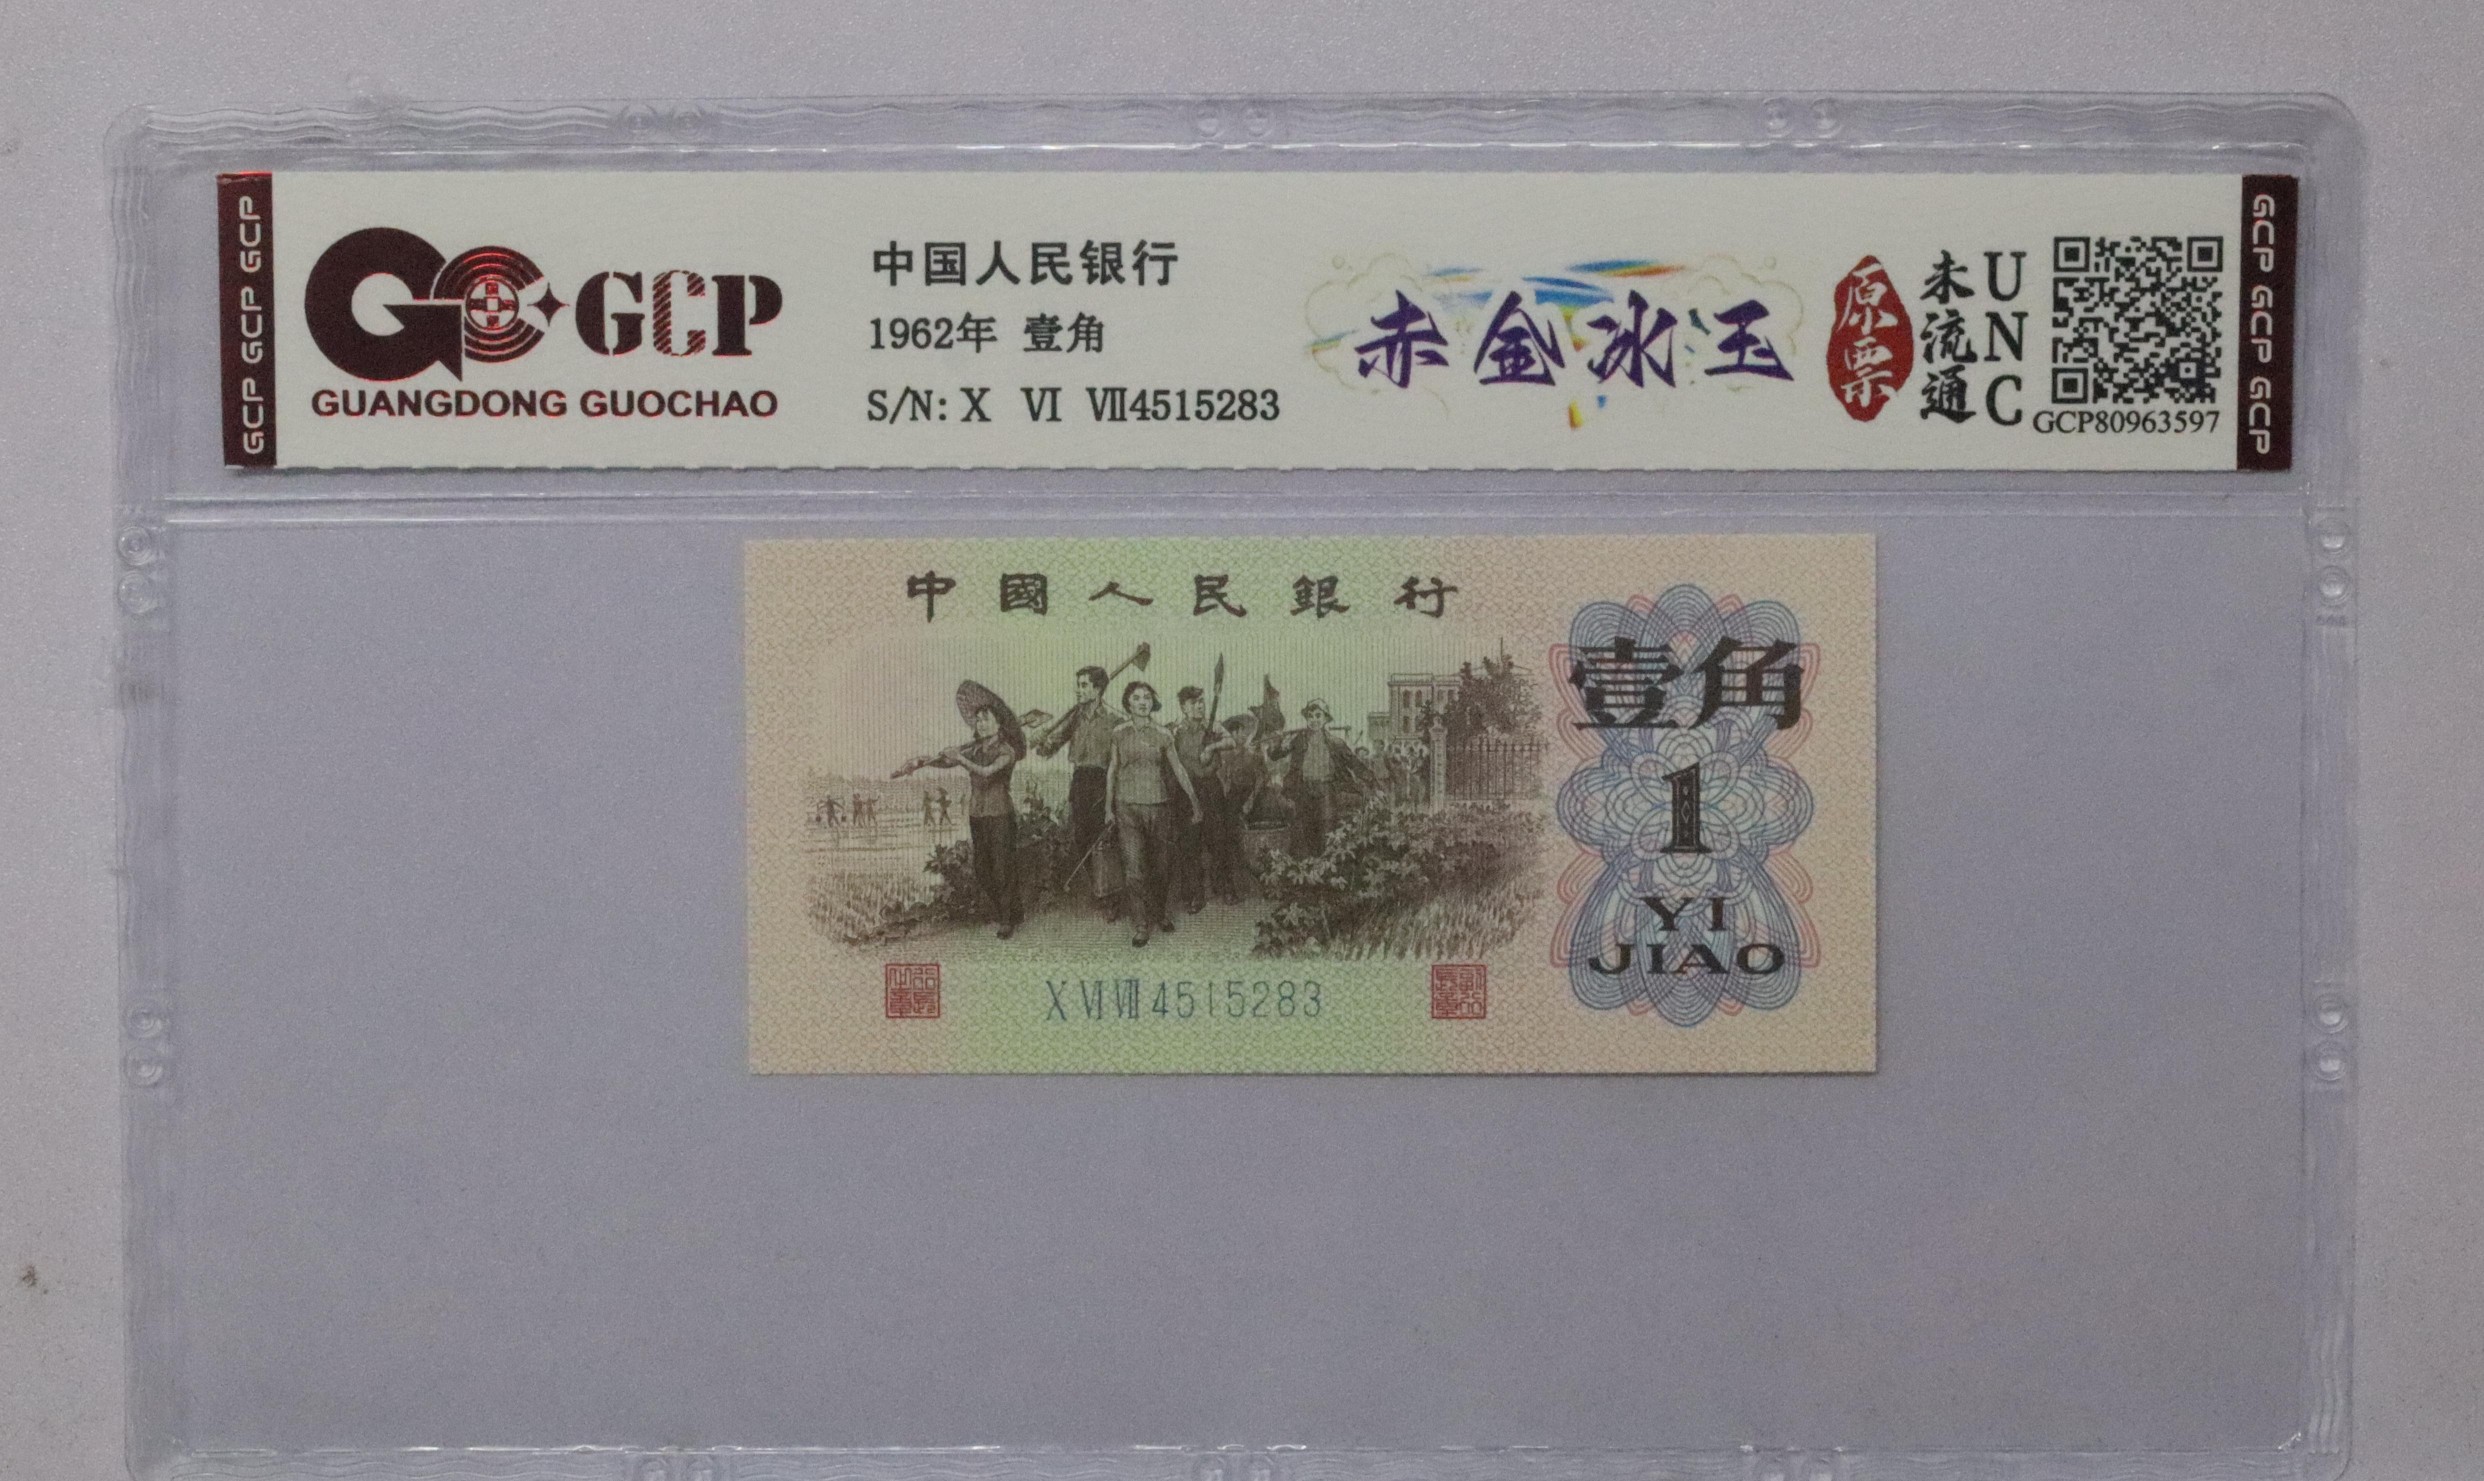 GCP GCP GCP
GCP
GUANGDONG GUOCHAO
中国人民银行
1962年 壹角
S/N: X VI VII4515283
赤金冰玉
原票
未流通
UNC
GCP80963597
GCP GCP GCP
中國人民銀行
壹角
1
YI
JIAO
X VI VII 4515283